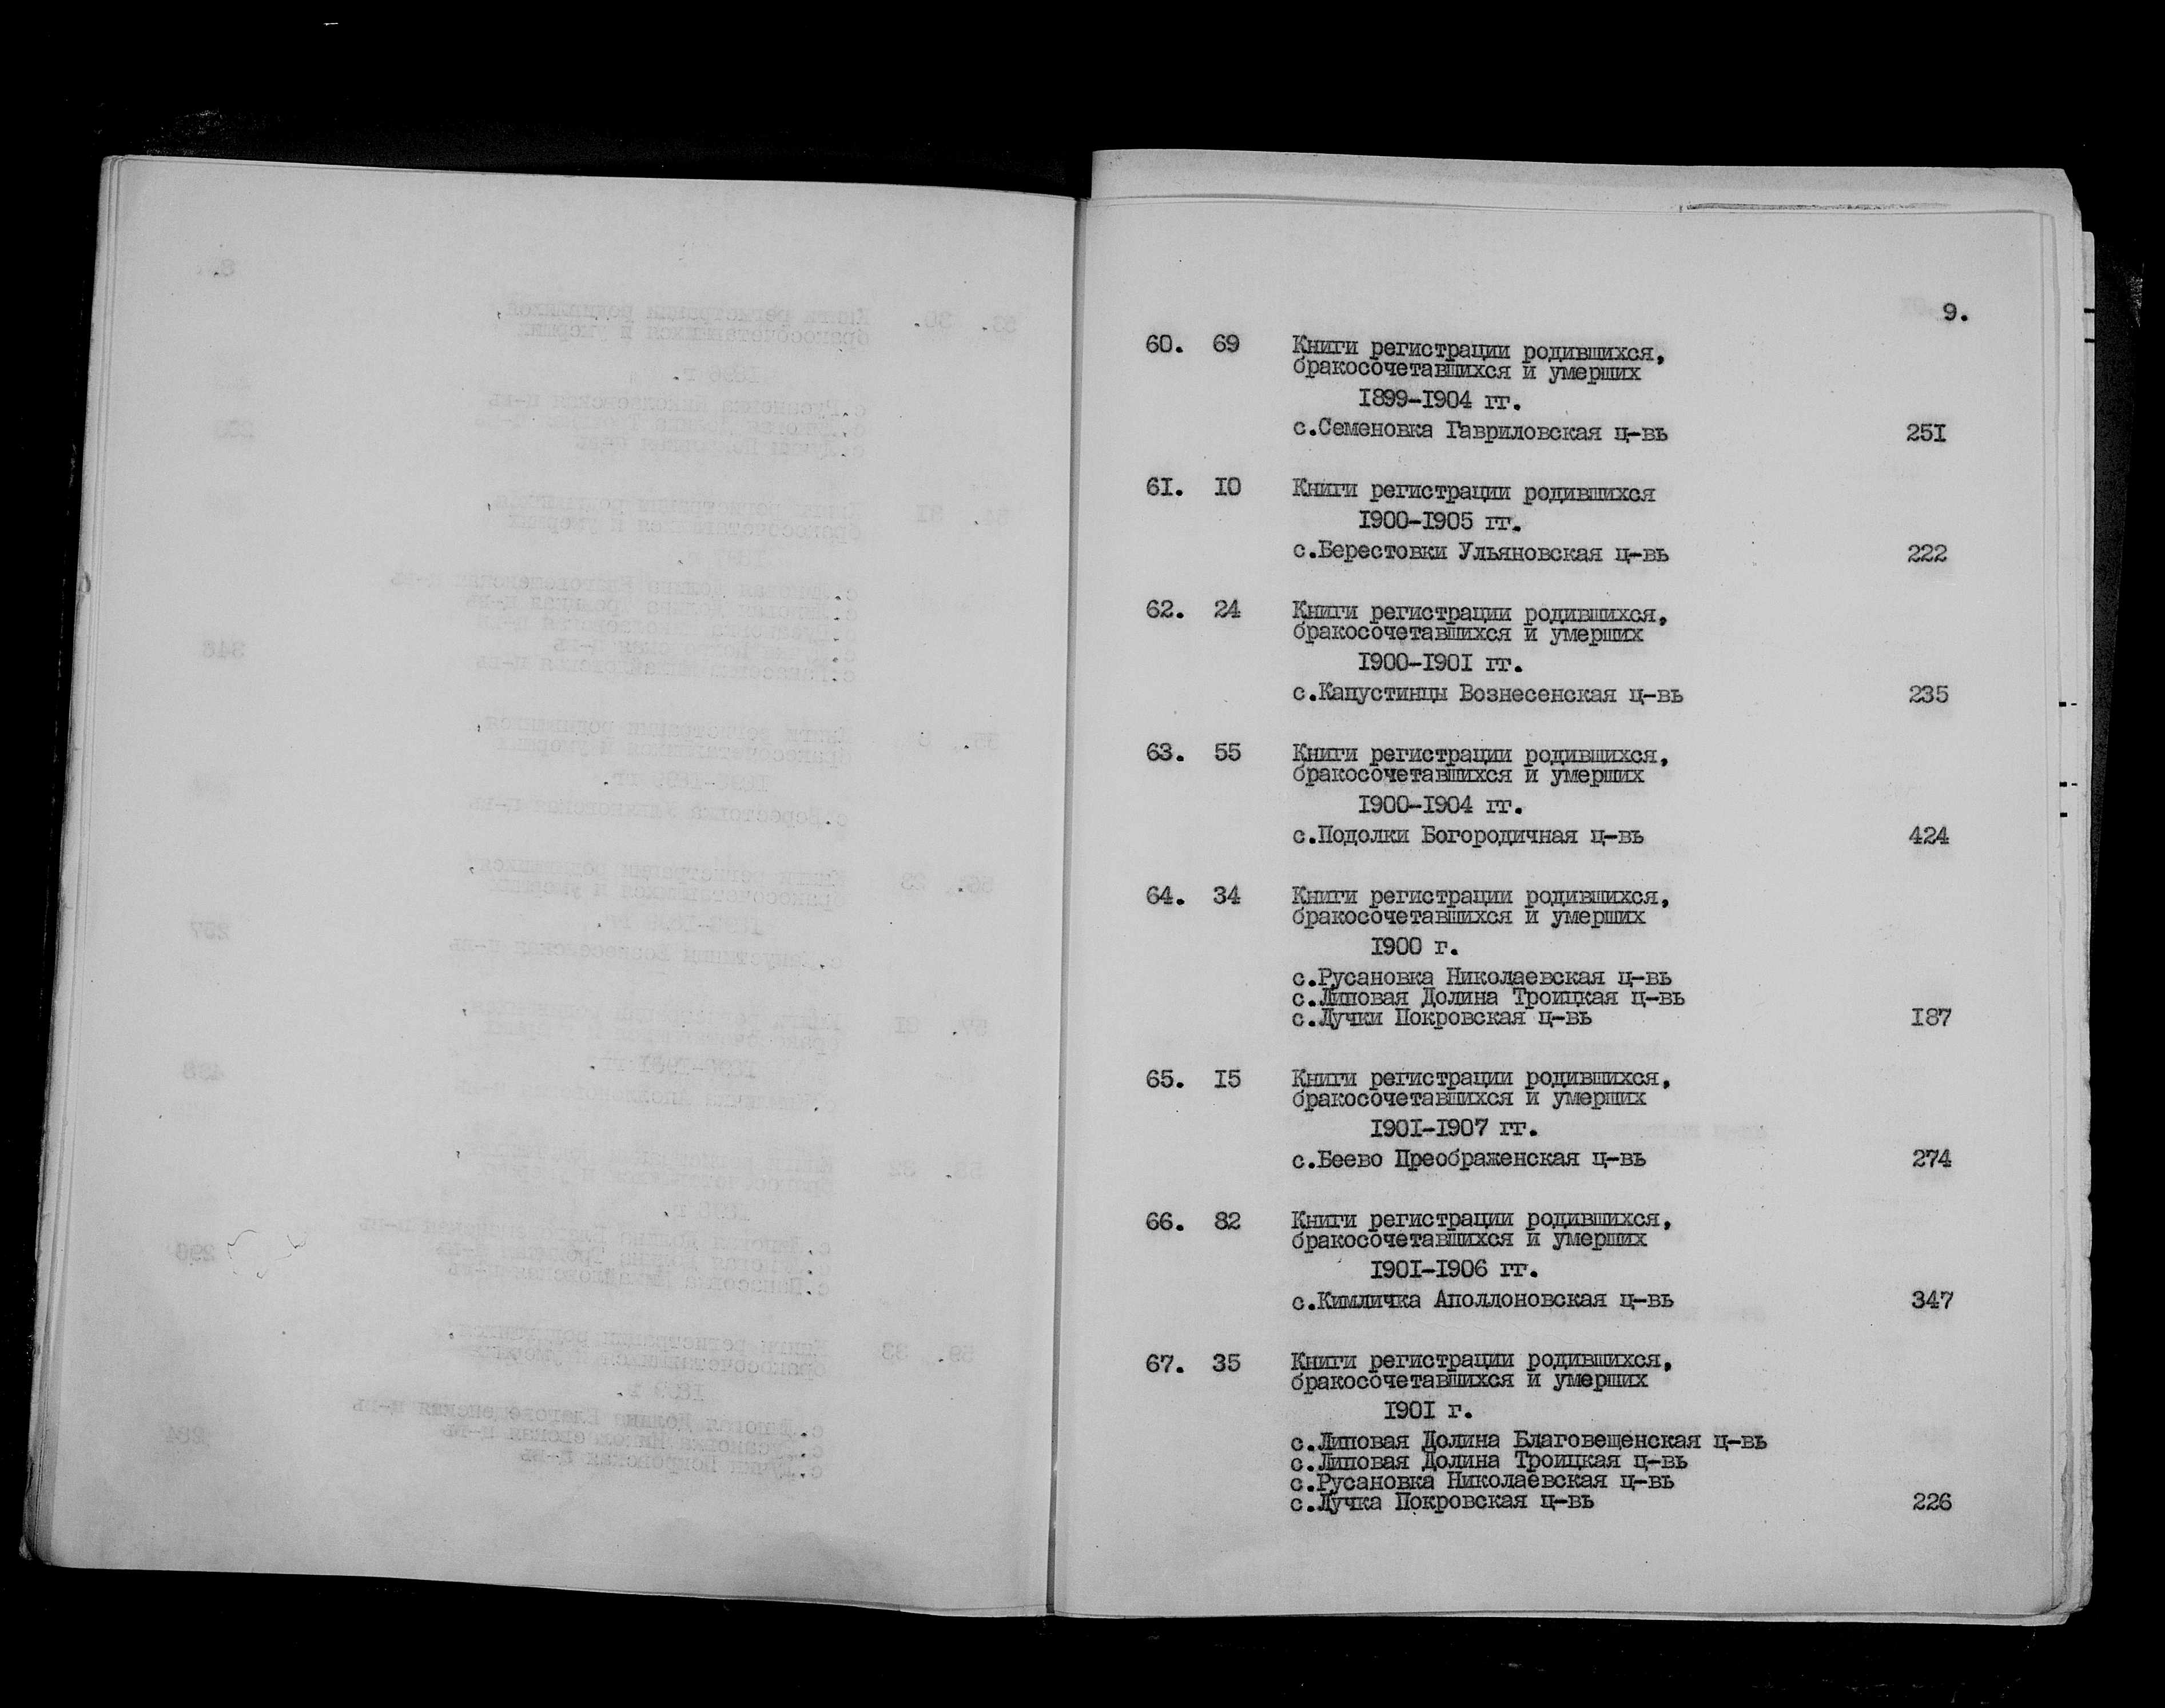 9.
60. 69 Книги регистрации родившихся,
бракосочетавшихся и умерших
1899-1904 гг.
с.Семеновка Гавриловская ц-вь 251
61. 10 Книги регистрации родившихся
1900-1905 гг.
с.Берестовки Ульяновская ц-вь 222
62. 24 Книги регистрации родившихся,
бракосочетавшихся и умерших
1900-1901 гг.
с.Капустинцы Вознесенская ц-вь 235
63. 55 Книги регистрации родившихся,
бракосочетавшихся и умерших
1900-1904 гг.
с.Подолки Богородичная ц-вь 424
64. 34 Книги регистрации родившихся,
бракосочетавшихся и умерших
1900 г.
с.Русановка Николаевская ц-вь
с.Липовая Долина Троицкая ц-вь
с.Лучки Покровская ц-вь 187
65. 15 Книги регистрации родившихся,
бракосочетавшихся и умерших
1901-1907 гг.
с.Беево Преображенская ц-вь 274
66. 82 Книги регистрации родившихся,
бракосочетавшихся и умерших
1901-1906 гг.
с.Кимличка Аполлоновская ц-вь 347
67. 35 Книги регистрации родившихся,
бракосочетавшихся и умерших
1901 г.
с.Липовая Долина Благовещенская ц-вь
с.Липовая Долина Троицкая ц-вь
с.Русановка Николаевская ц-вь
с.Лучка Покровская ц-вь 226